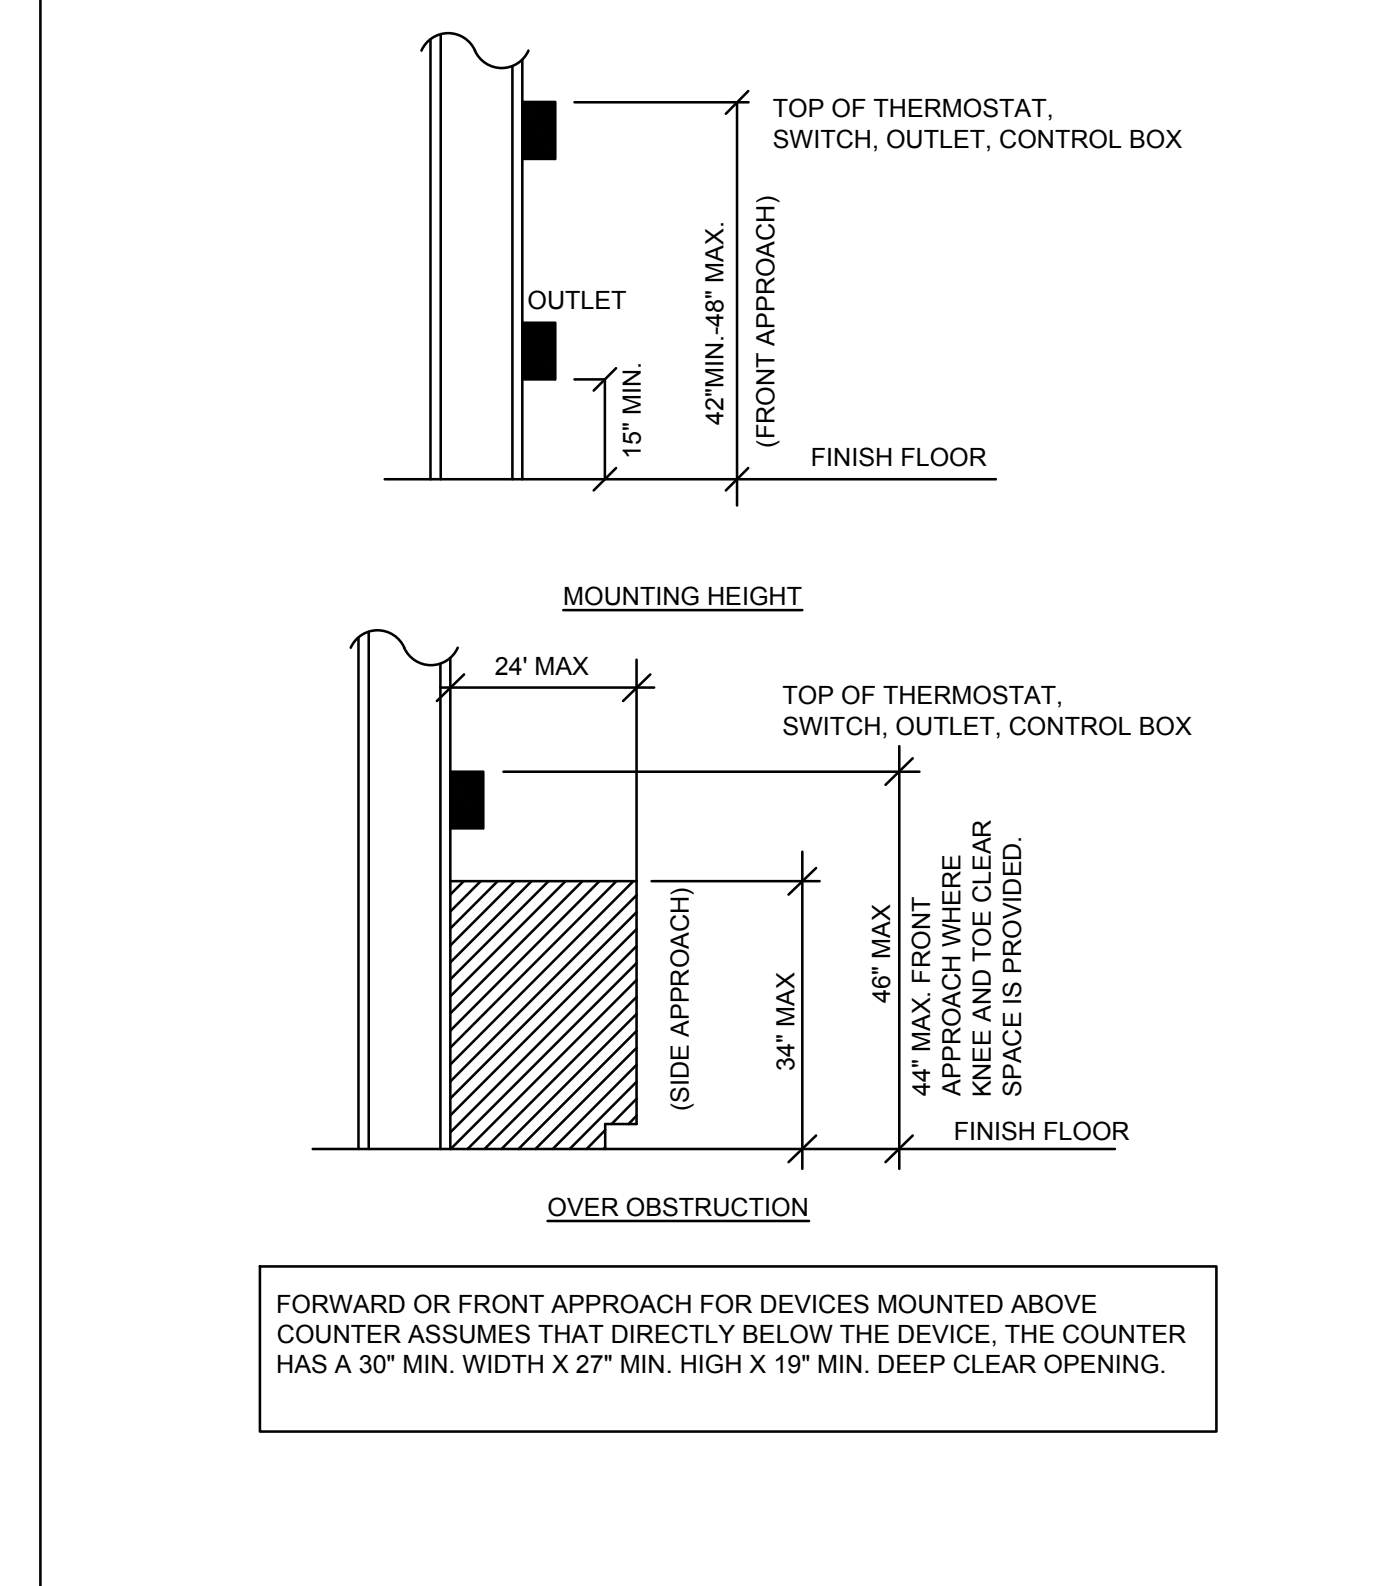 TOP OF THERMOSTAT,
SWITCH, OUTLET, CONTROL BOX
OUTLET
15" MIN.
42"MIN.-48" MAX.
(FRONT APPROACH)
FINISH FLOOR
MOUNTING HEIGHT
24' MAX
TOP OF THERMOSTAT,
SWITCH, OUTLET, CONTROL BOX
(SIDE APPROACH)
34" MAX
46" MAX
44" MAX. FRONT
APPROACH WHERE
KNEE AND TOE CLEAR
SPACE IS PROVIDED.
FINISH FLOOR
OVER OBSTRUCTION
FORWARD OR FRONT APPROACH FOR DEVICES MOUNTED ABOVE
COUNTER ASSUMES THAT DIRECTLY BELOW THE DEVICE, THE COUNTER
HAS A 30" MIN. WIDTH X 27" MIN. HIGH X 19" MIN. DEEP CLEAR OPENING.